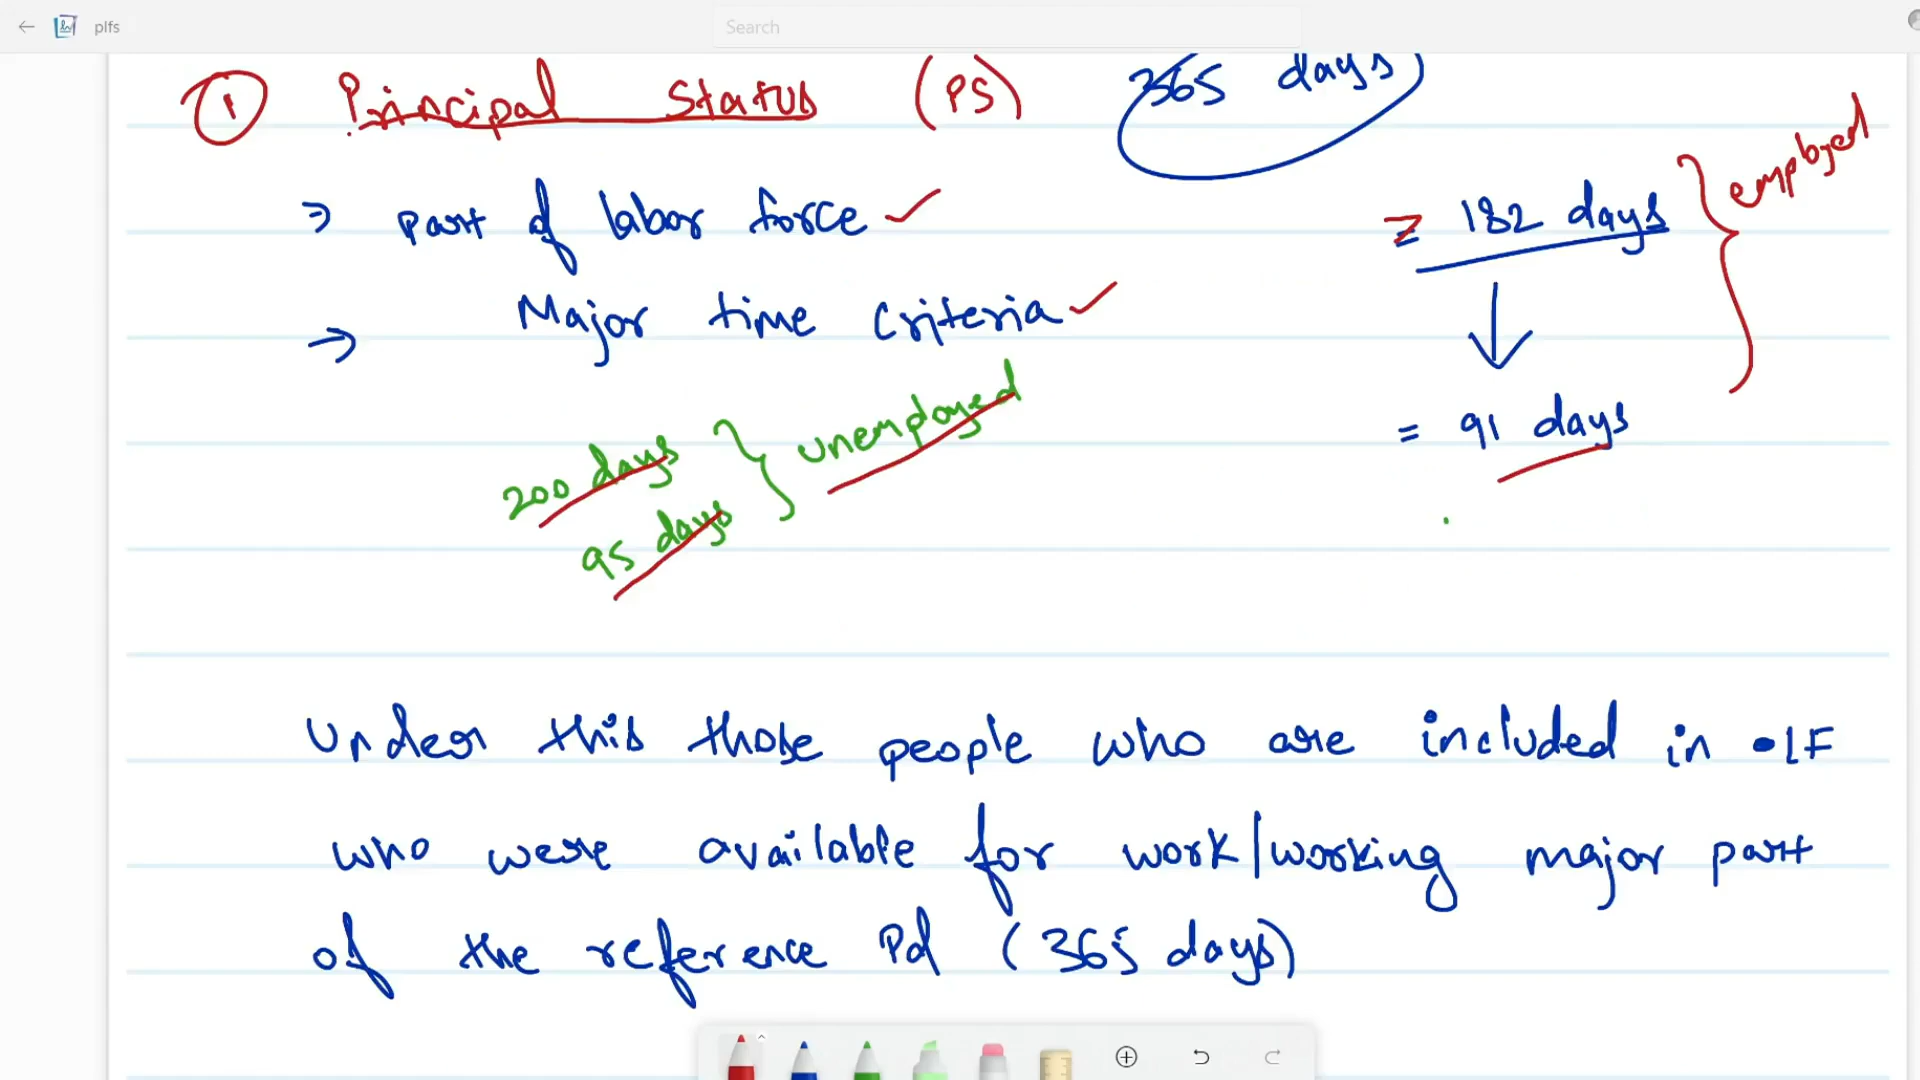 plfs
Search
1 Principal Status (PS) 365 days
⇒ part of labor force ✓ ≥ 182 days employed
→ Major time Criteria ✓
= 91 days
200 days unemployed
95 days
Under this those people who are included in LF
who were available for work/working major part
of the reference Pd (365 days)